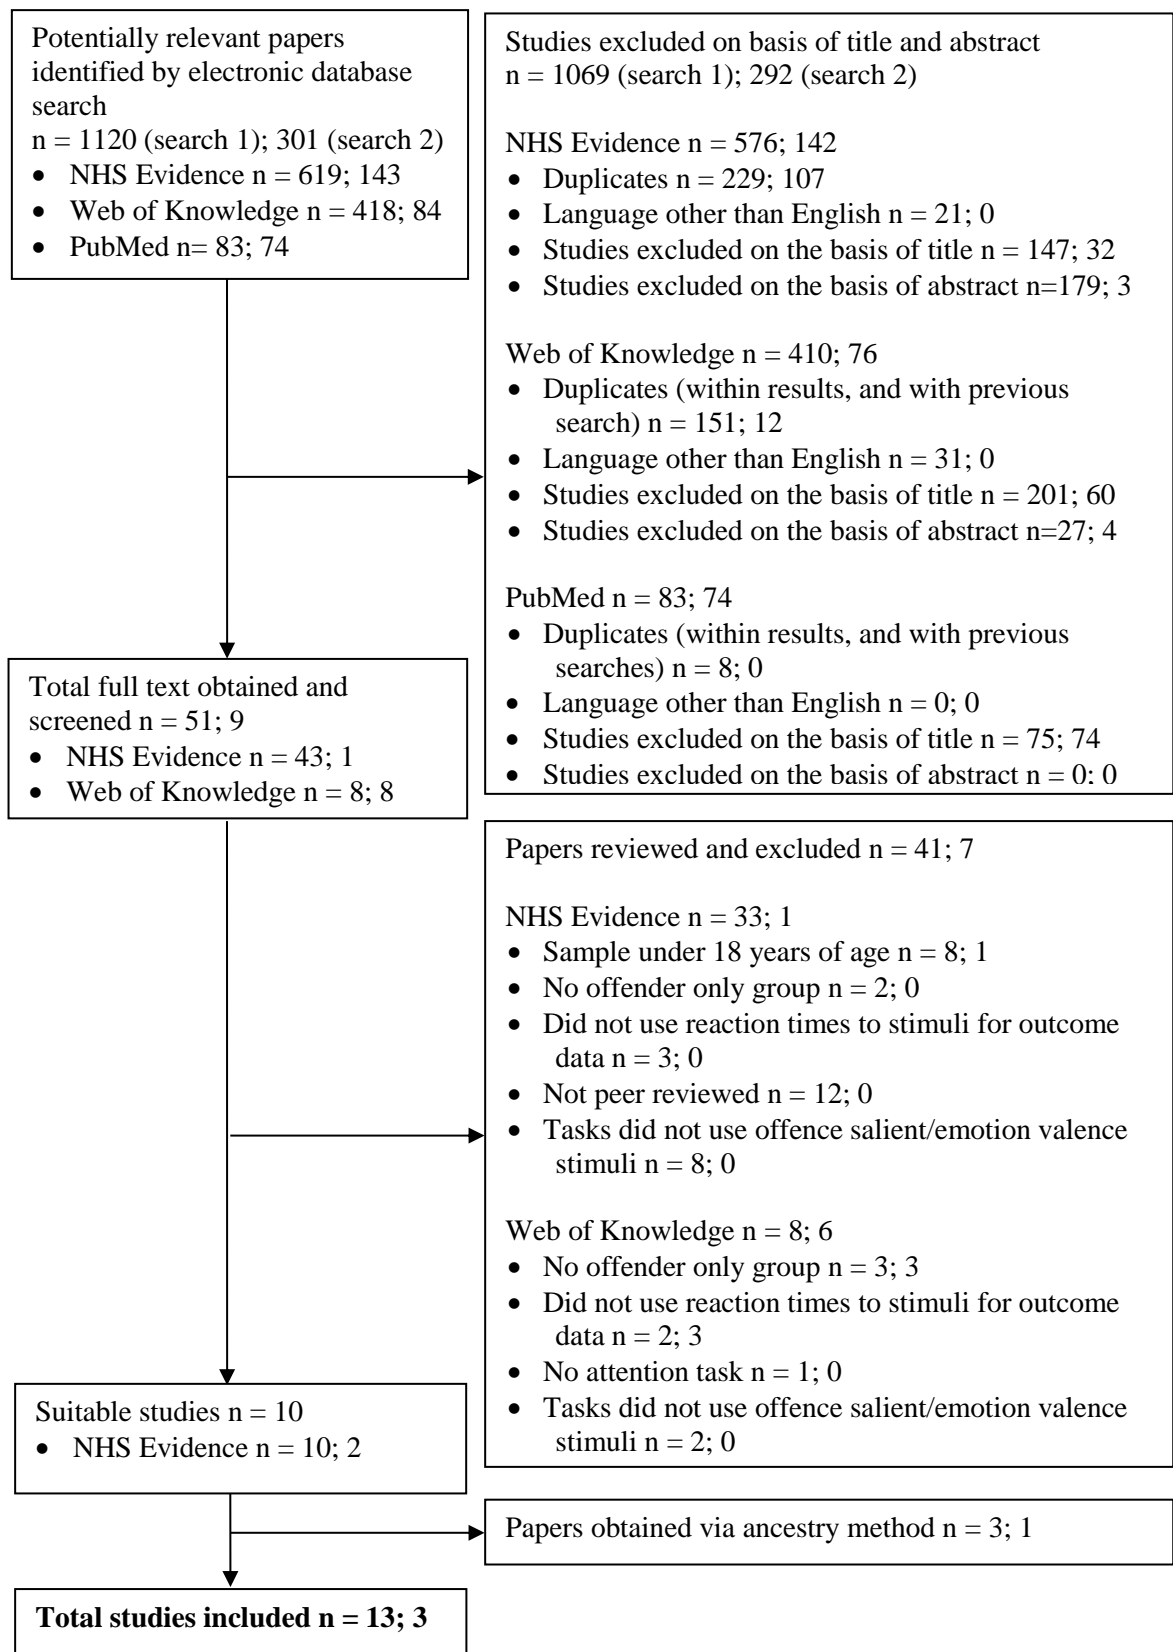 Potentially relevant papers
identified by electronic database
search
n = 1120 (search 1); 301 (search 2)
• NHS Evidence n = 619; 143
• Web of Knowledge n = 418; 84
• PubMed n= 83; 74
Studies excluded on basis of title and abstract
n = 1069 (search 1); 292 (search 2)
NHS Evidence n = 576; 142
• Duplicates n = 229; 107
• Language other than English n = 21; 0
• Studies excluded on the basis of title n = 147; 32
• Studies excluded on the basis of abstract n=179; 3
Web of Knowledge n = 410; 76
• Duplicates (within results, and with previous
search) n = 151; 12
• Language other than English n = 31; 0
• Studies excluded on the basis of title n = 201; 60
• Studies excluded on the basis of abstract n=27; 4
PubMed n = 83; 74
• Duplicates (within results, and with previous
searches) n = 8; 0
• Language other than English n = 0; 0
• Studies excluded on the basis of title n = 75; 74
• Studies excluded on the basis of abstract n = 0; 0
Total full text obtained and
screened n = 51; 9
• NHS Evidence n = 43; 1
• Web of Knowledge n = 8; 8
Papers reviewed and excluded n = 41; 7
NHS Evidence n = 33; 1
• Sample under 18 years of age n = 8; 1
• No offender only group n = 2; 0
• Did not use reaction times to stimuli for outcome
data n = 3; 0
• Not peer reviewed n = 12; 0
• Tasks did not use offence salient/emotion valence
stimuli n = 8; 0
Web of Knowledge n = 8; 6
• No offender only group n = 3; 3
• Did not use reaction times to stimuli for outcome
data n = 2; 3
• No attention task n = 1; 0
• Tasks did not use offence salient/emotion valence
stimuli n = 2; 0
Suitable studies n = 10
• NHS Evidence n = 10; 2
Papers obtained via ancestry method n = 3; 1
Total studies included n = 13; 3